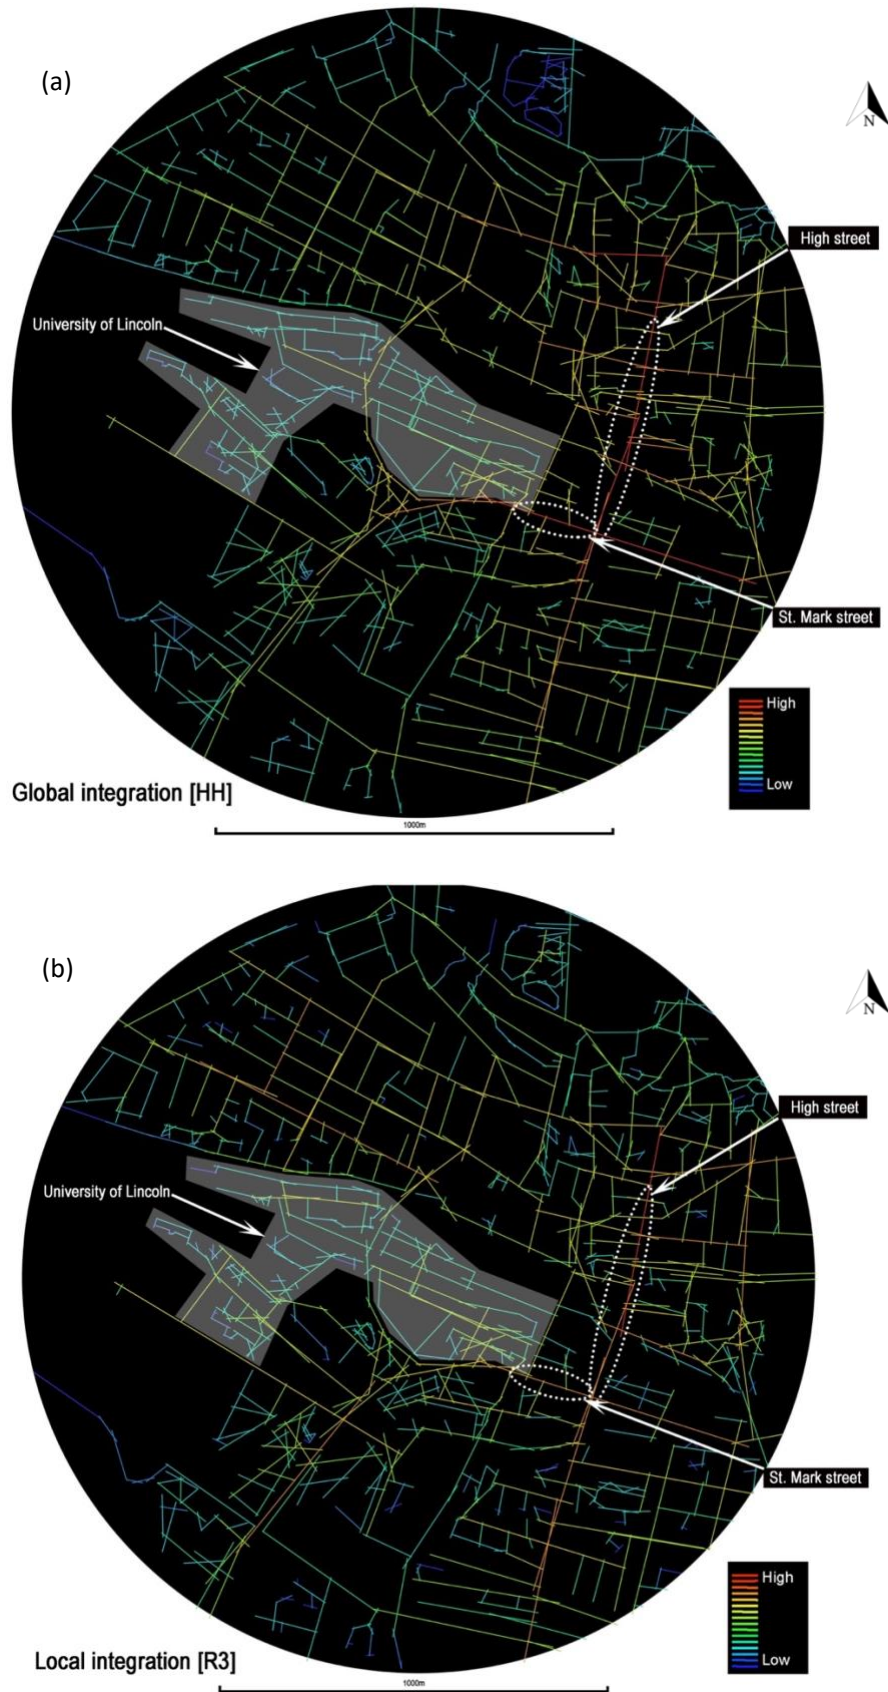 (a)
N
High street
University of Lincoln
St. Mark street
High
Low
Global integration [HH]
1000m
(b)
N
High street
University of Lincoln
St. Mark street
High
Low
Local integration [R3]
1000m